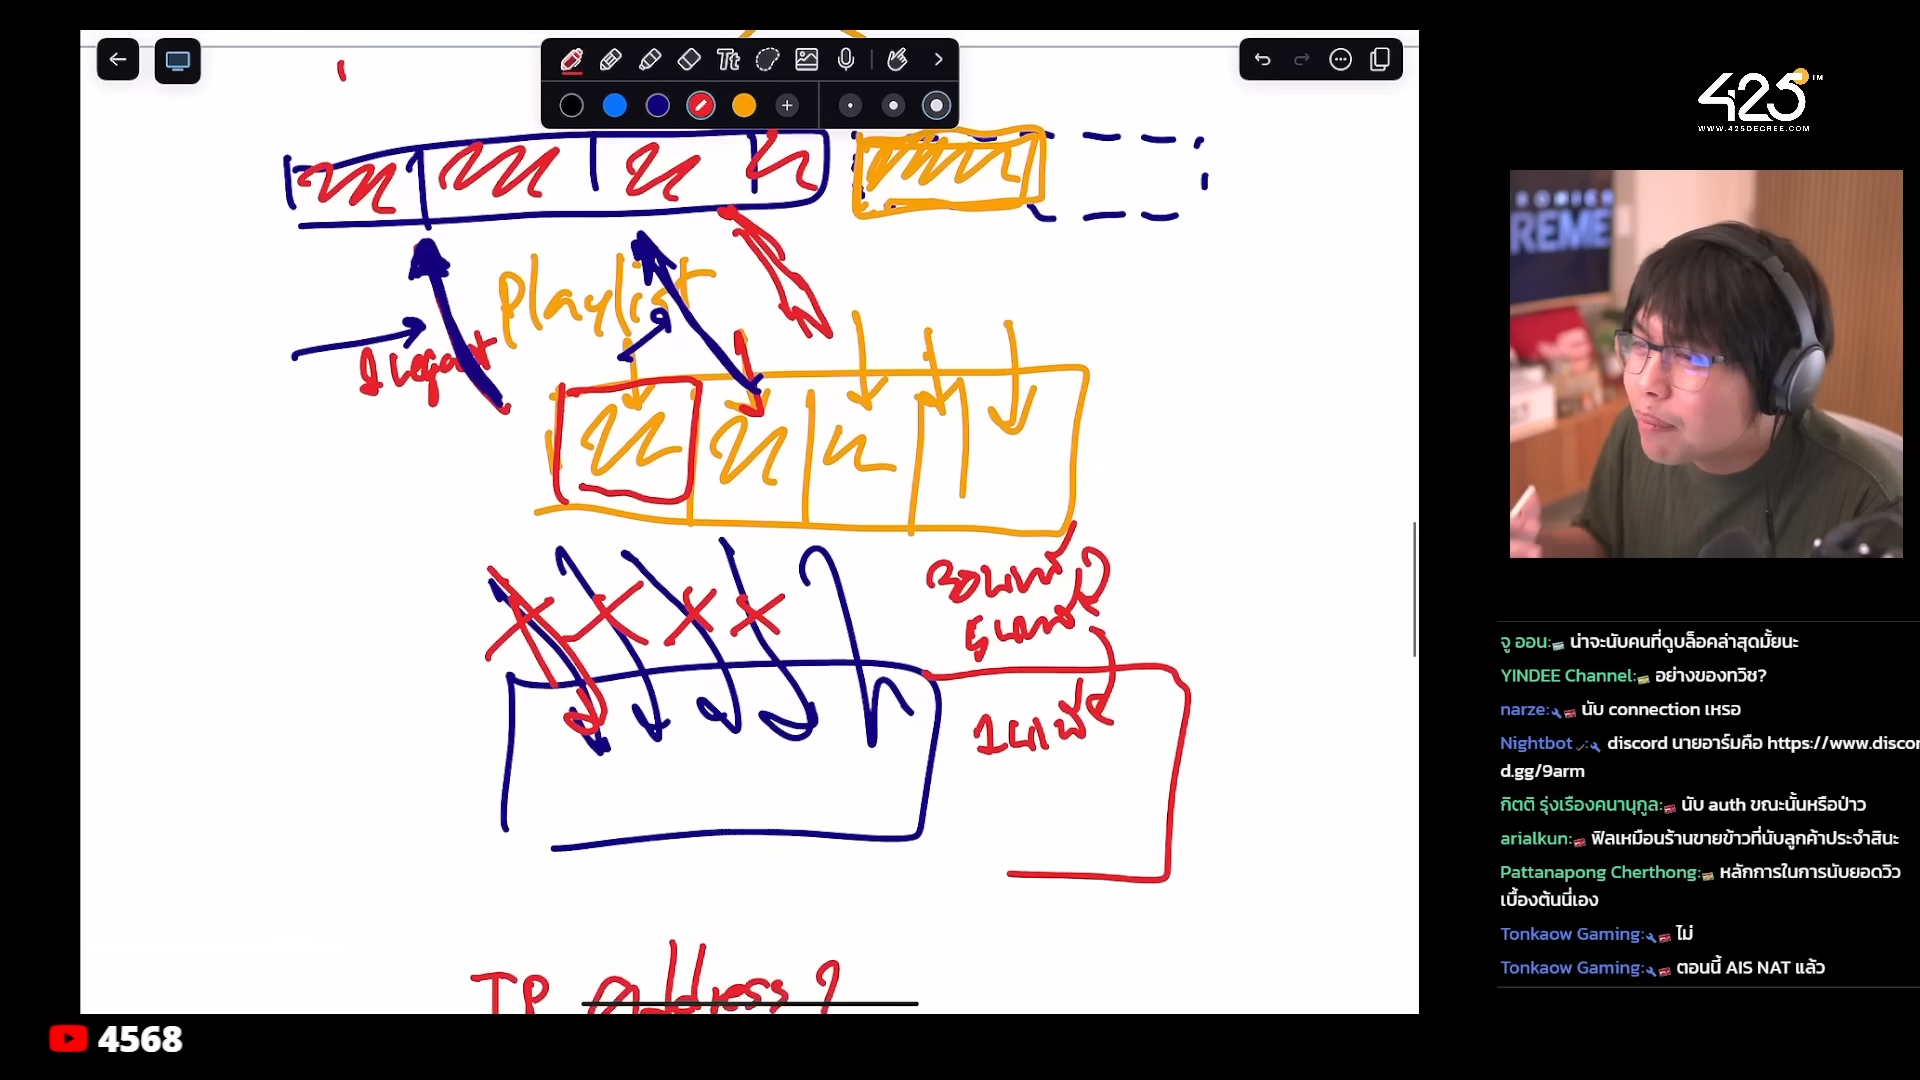 Tt
425°
TM
WWW.425DEGREE.COM
REME
Playlist
IP address?
จู ออน: น่าจะนับคนที่ดูบล็อคล่าสุดมั้ยนะ
YINDEE Channel: อย่างของทวิช?
narze: นับ connection เหรอ
Nightbot: discord นายอาร์มคือ https://www.discor
d.gg/9arm
กิตติ รุ่งเรืองคนานุกูล: นับ auth ขณะนั้นหรือป่าว
arialkun: ฟิลเหมือนร้านขายข้าวที่นับลูกค้าประจำสินะ
Pattanapong Cherthong: หลักการในการนับยอดวิว
เบื้องต้นนี่เอง
Tonkaow Gaming: ไม่
Tonkaow Gaming: ตอนนี้ AIS NAT แล้ว
4568